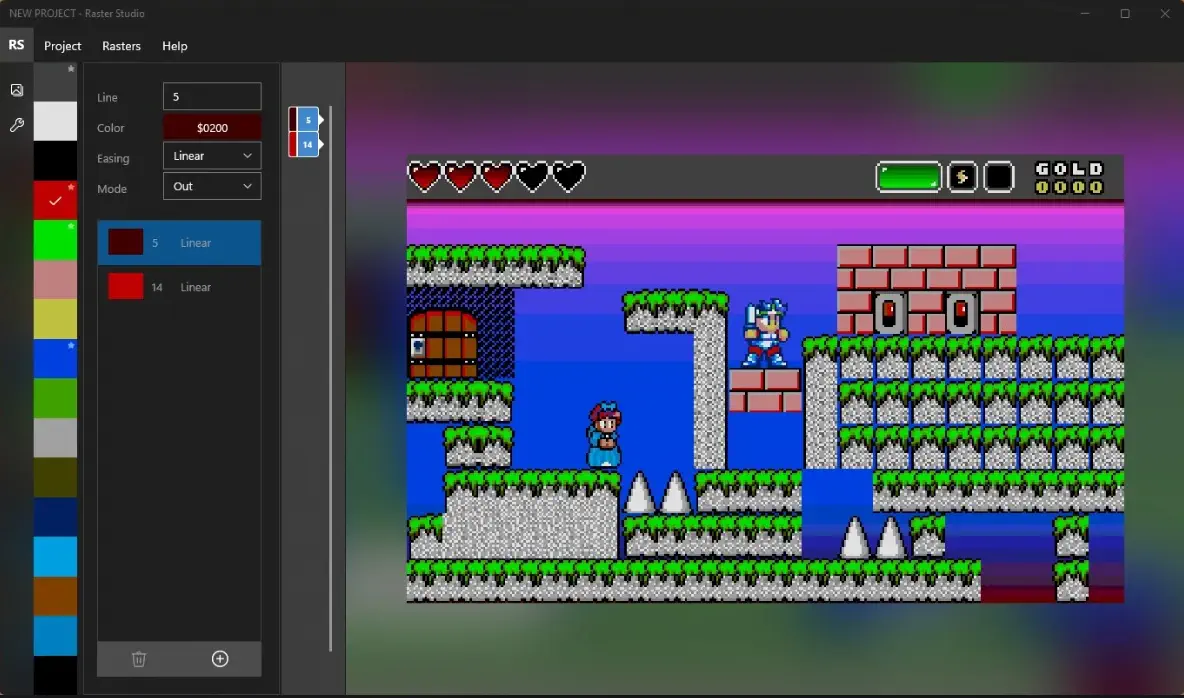 NEW PROJECT - Raster Studio
RS Project Rasters Help
Line 5
Color $0200
Easing Linear
Mode Out
5 Linear
14 Linear
5
14
GOLD
0000